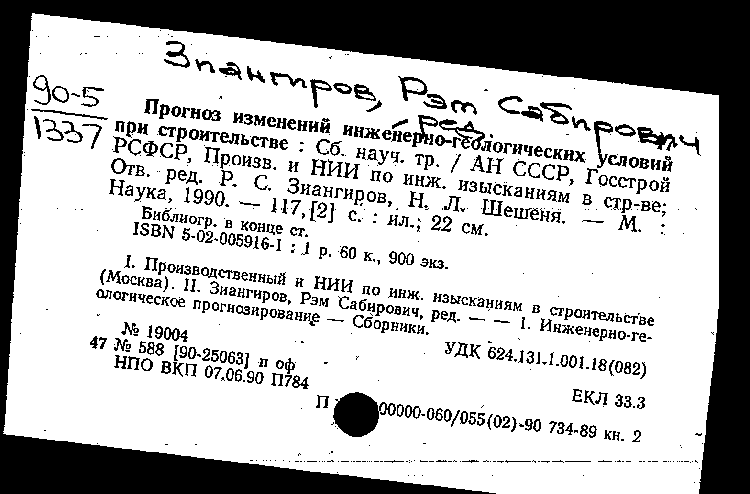 Зиангиров, Рэм Сабирович
ред.
90-5
1337
Прогноз изменений инженерно-геологических условий
при строительстве : Сб. науч. тр. / АН СССР, Госстрой
РСФСР, Произв. и НИИ по инж. изысканиям в стр-ве;
Отв. ред. Р. С. Зиангиров, Н. Л. Шешеня. — М. :
Наука, 1990. — 117,[2] с. : ил.; 22 см.
Библиогр. в конце ст.
ISBN 5-02-005916-1 : 1 р. 60 к., 900 экз.
I. Производственный и НИИ по инж. изысканиям в строительстве
(Москва). II. Зиангиров, Рэм Сабирович, ред. — — 1. Инженерно-ге-
ологическое прогнозирование — Сборники.
УДК 624.131.1.001.18(082)
№ 19004
47 № 588 [90-25063] п оф
НПО ВКП 07.06.90 П784
ЕКЛ 33.3
П 00000-060/055(02)-90 734-89 кн. 2